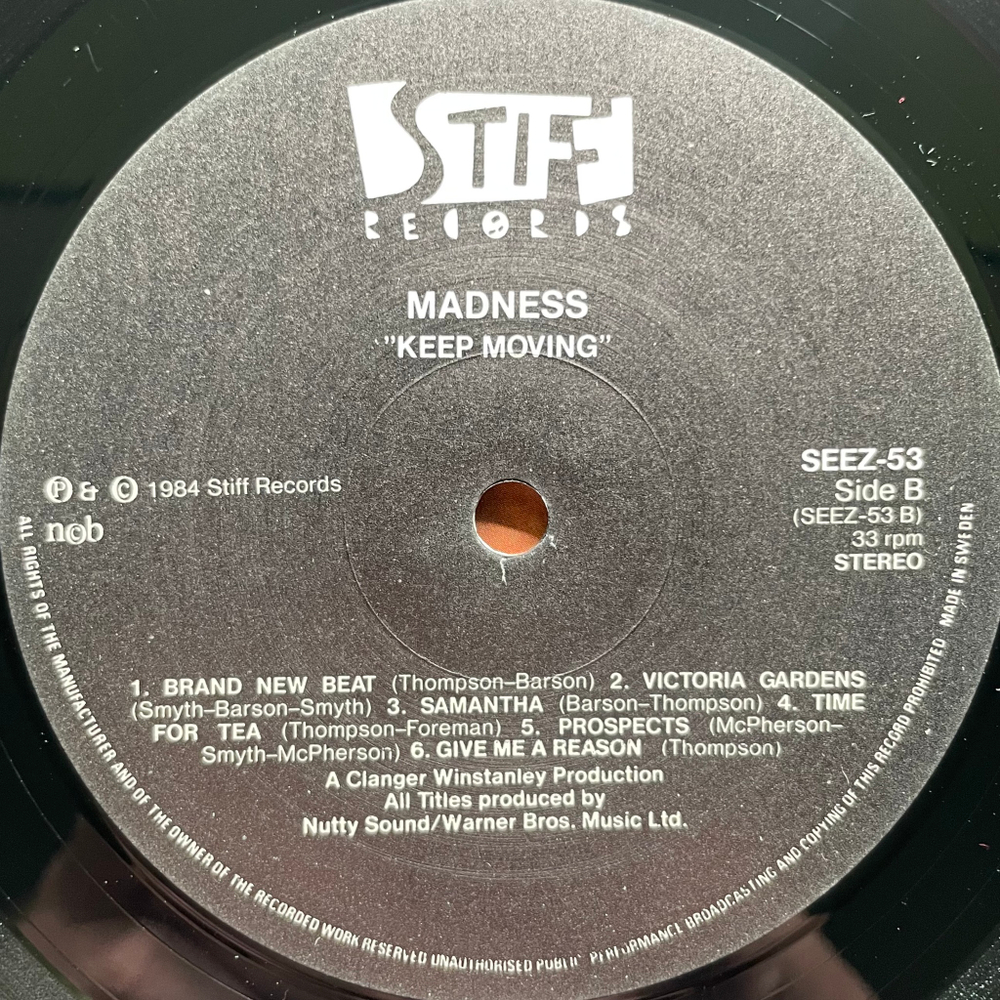 STIFF
RECORDS
MADNESS
”KEEP MOVING”
SEEZ-53
Side B
(SEEZ-53 B)
33 rpm
STEREO
Ⓟ & © 1984 Stiff Records
n©b
1. BRAND NEW BEAT (Thompson–Barson) 2. VICTORIA GARDENS
(Smyth–Barson–Smyth) 3. SAMANTHA (Barson–Thompson) 4. TIME
FOR TEA (Thompson–Foreman) 5. PROSPECTS (McPherson–
Smyth–McPherson) 6. GIVE ME A REASON (Thompson)
A Clanger Winstanley Production
All Titles produced by
Nutty Sound/Warner Bros. Music Ltd.
ALL RIGHTS OF THE MANUFACTURER AND OF THE OWNER OF THE RECORDED WORK RESERVED UNAUTHORISED PUBLIC PERFORMANCE BROADCASTING AND COPYING OF THIS RECORD PROHIBITED MADE IN SWEDEN